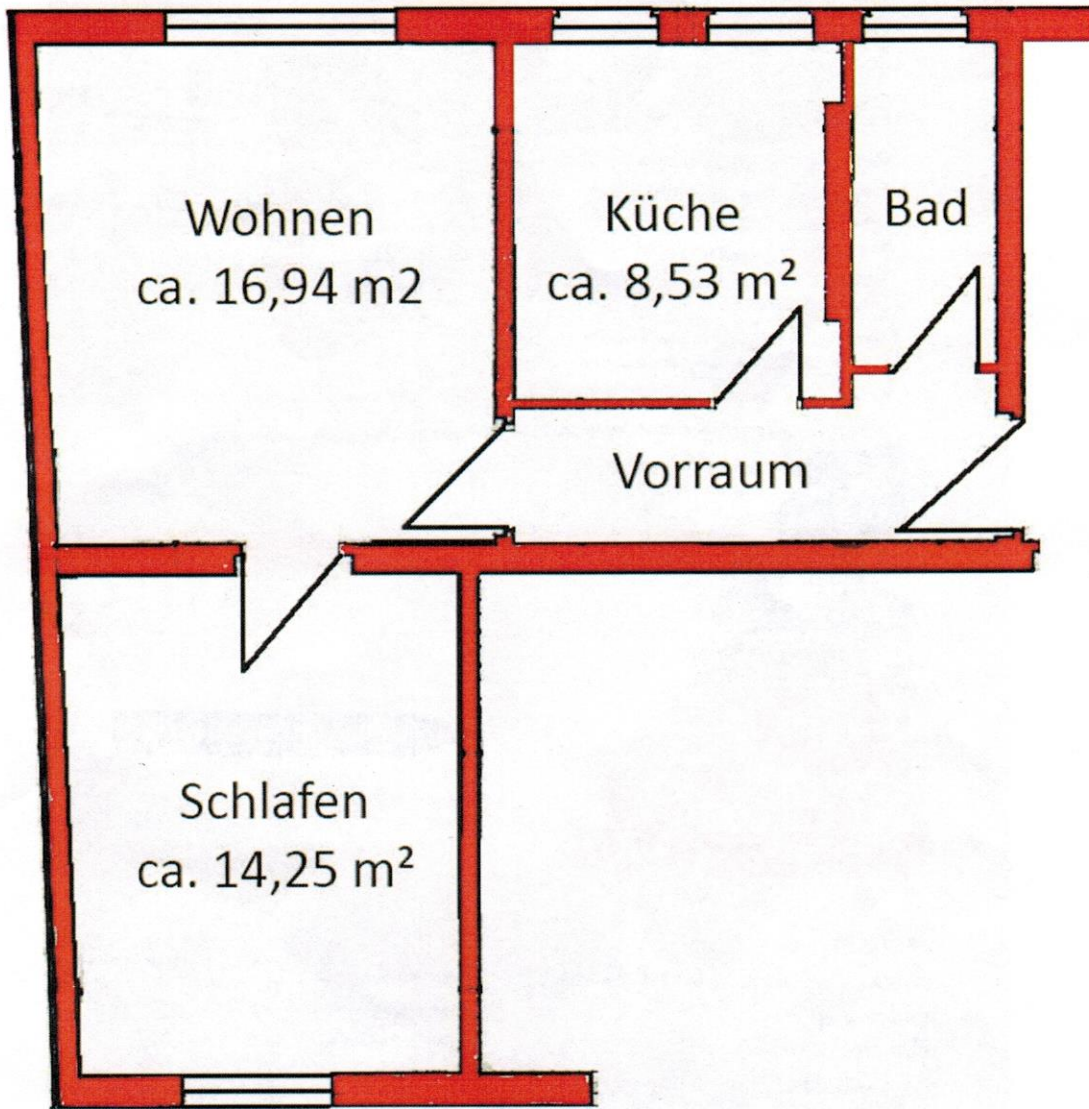 Wohnen
ca. 16,94 m2
Küche
ca. 8,53 m²
Bad
Vorraum
Schlafen
ca. 14,25 m²